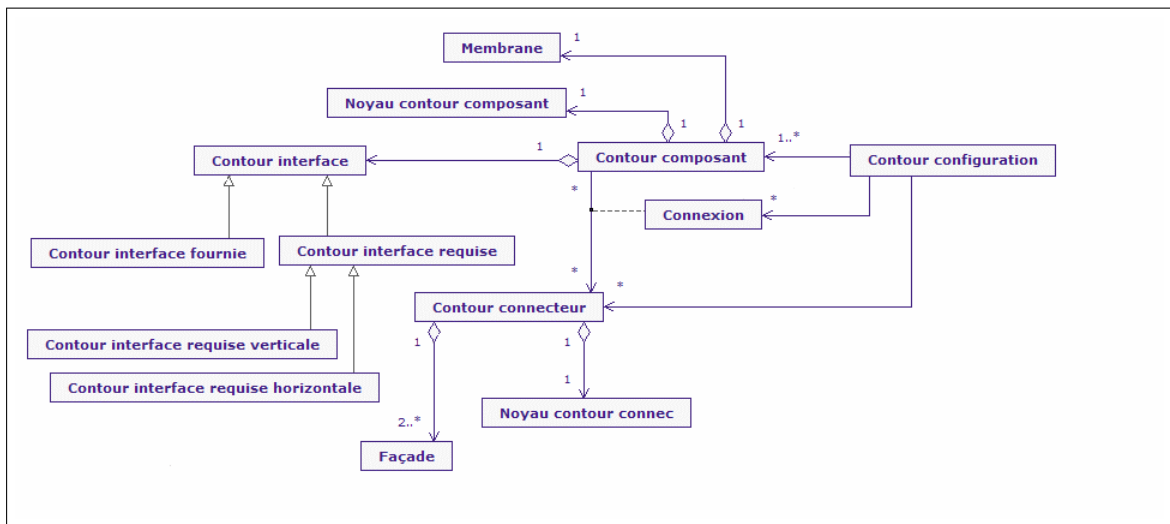 Membrane
1
Noyau contour composant
1
1
1
Contour interface
1
Contour composant
1..*
Contour configuration
*
Connexion
*
Contour interface fournie
Contour interface requise
*
*
Contour connecteur
Contour interface requise verticale
1
1
Contour interface requise horizontale
1
Noyau contour connec
2..*
Façade